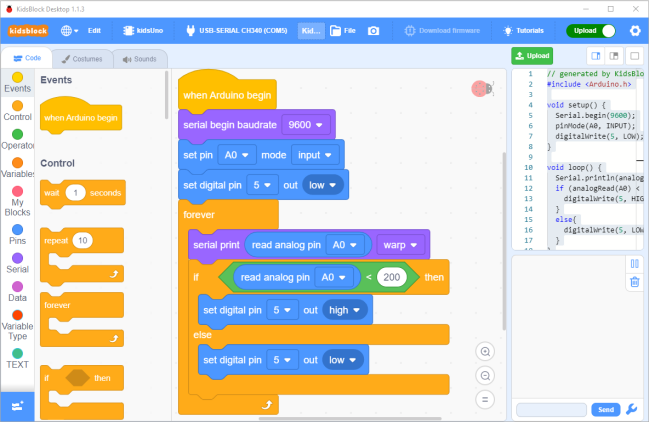 KidsBlock Desktop 1.1.3
kidsblock
Edit
kidsUno
USB-SERIAL CH340 (COM5)
Kid...
File
Download firmware
Tutorials
Upload
Code
Costumes
Sounds
Upload
Events
Control
Operator
Variables
My
Blocks
Pins
Serial
Data
Variable
Type
TEXT
Events
when Arduino begin
Control
wait 1 seconds
repeat 10
forever
if then
when Arduino begin
serial begin baudrate 9600
set pin A0 mode input
set digital pin 5 out low
forever
serial print read analog pin A0 warp
if read analog pin A0 < 200 then
set digital pin 5 out high
else
set digital pin 5 out low
1 // generated by KidsBlo
2 #include <Arduino.h>
3
4 void setup() {
5 Serial.begin(9600);
6 pinMode(A0, INPUT);
7 digitalWrite(5, LOW);
8 }
9
10 void loop() {
11 Serial.println(analog
12 if (analogRead(A0) <
13 digitalWrite(5, HIG
14 }
15 else{
16 digitalWrite(5, LOW
17 }
Send